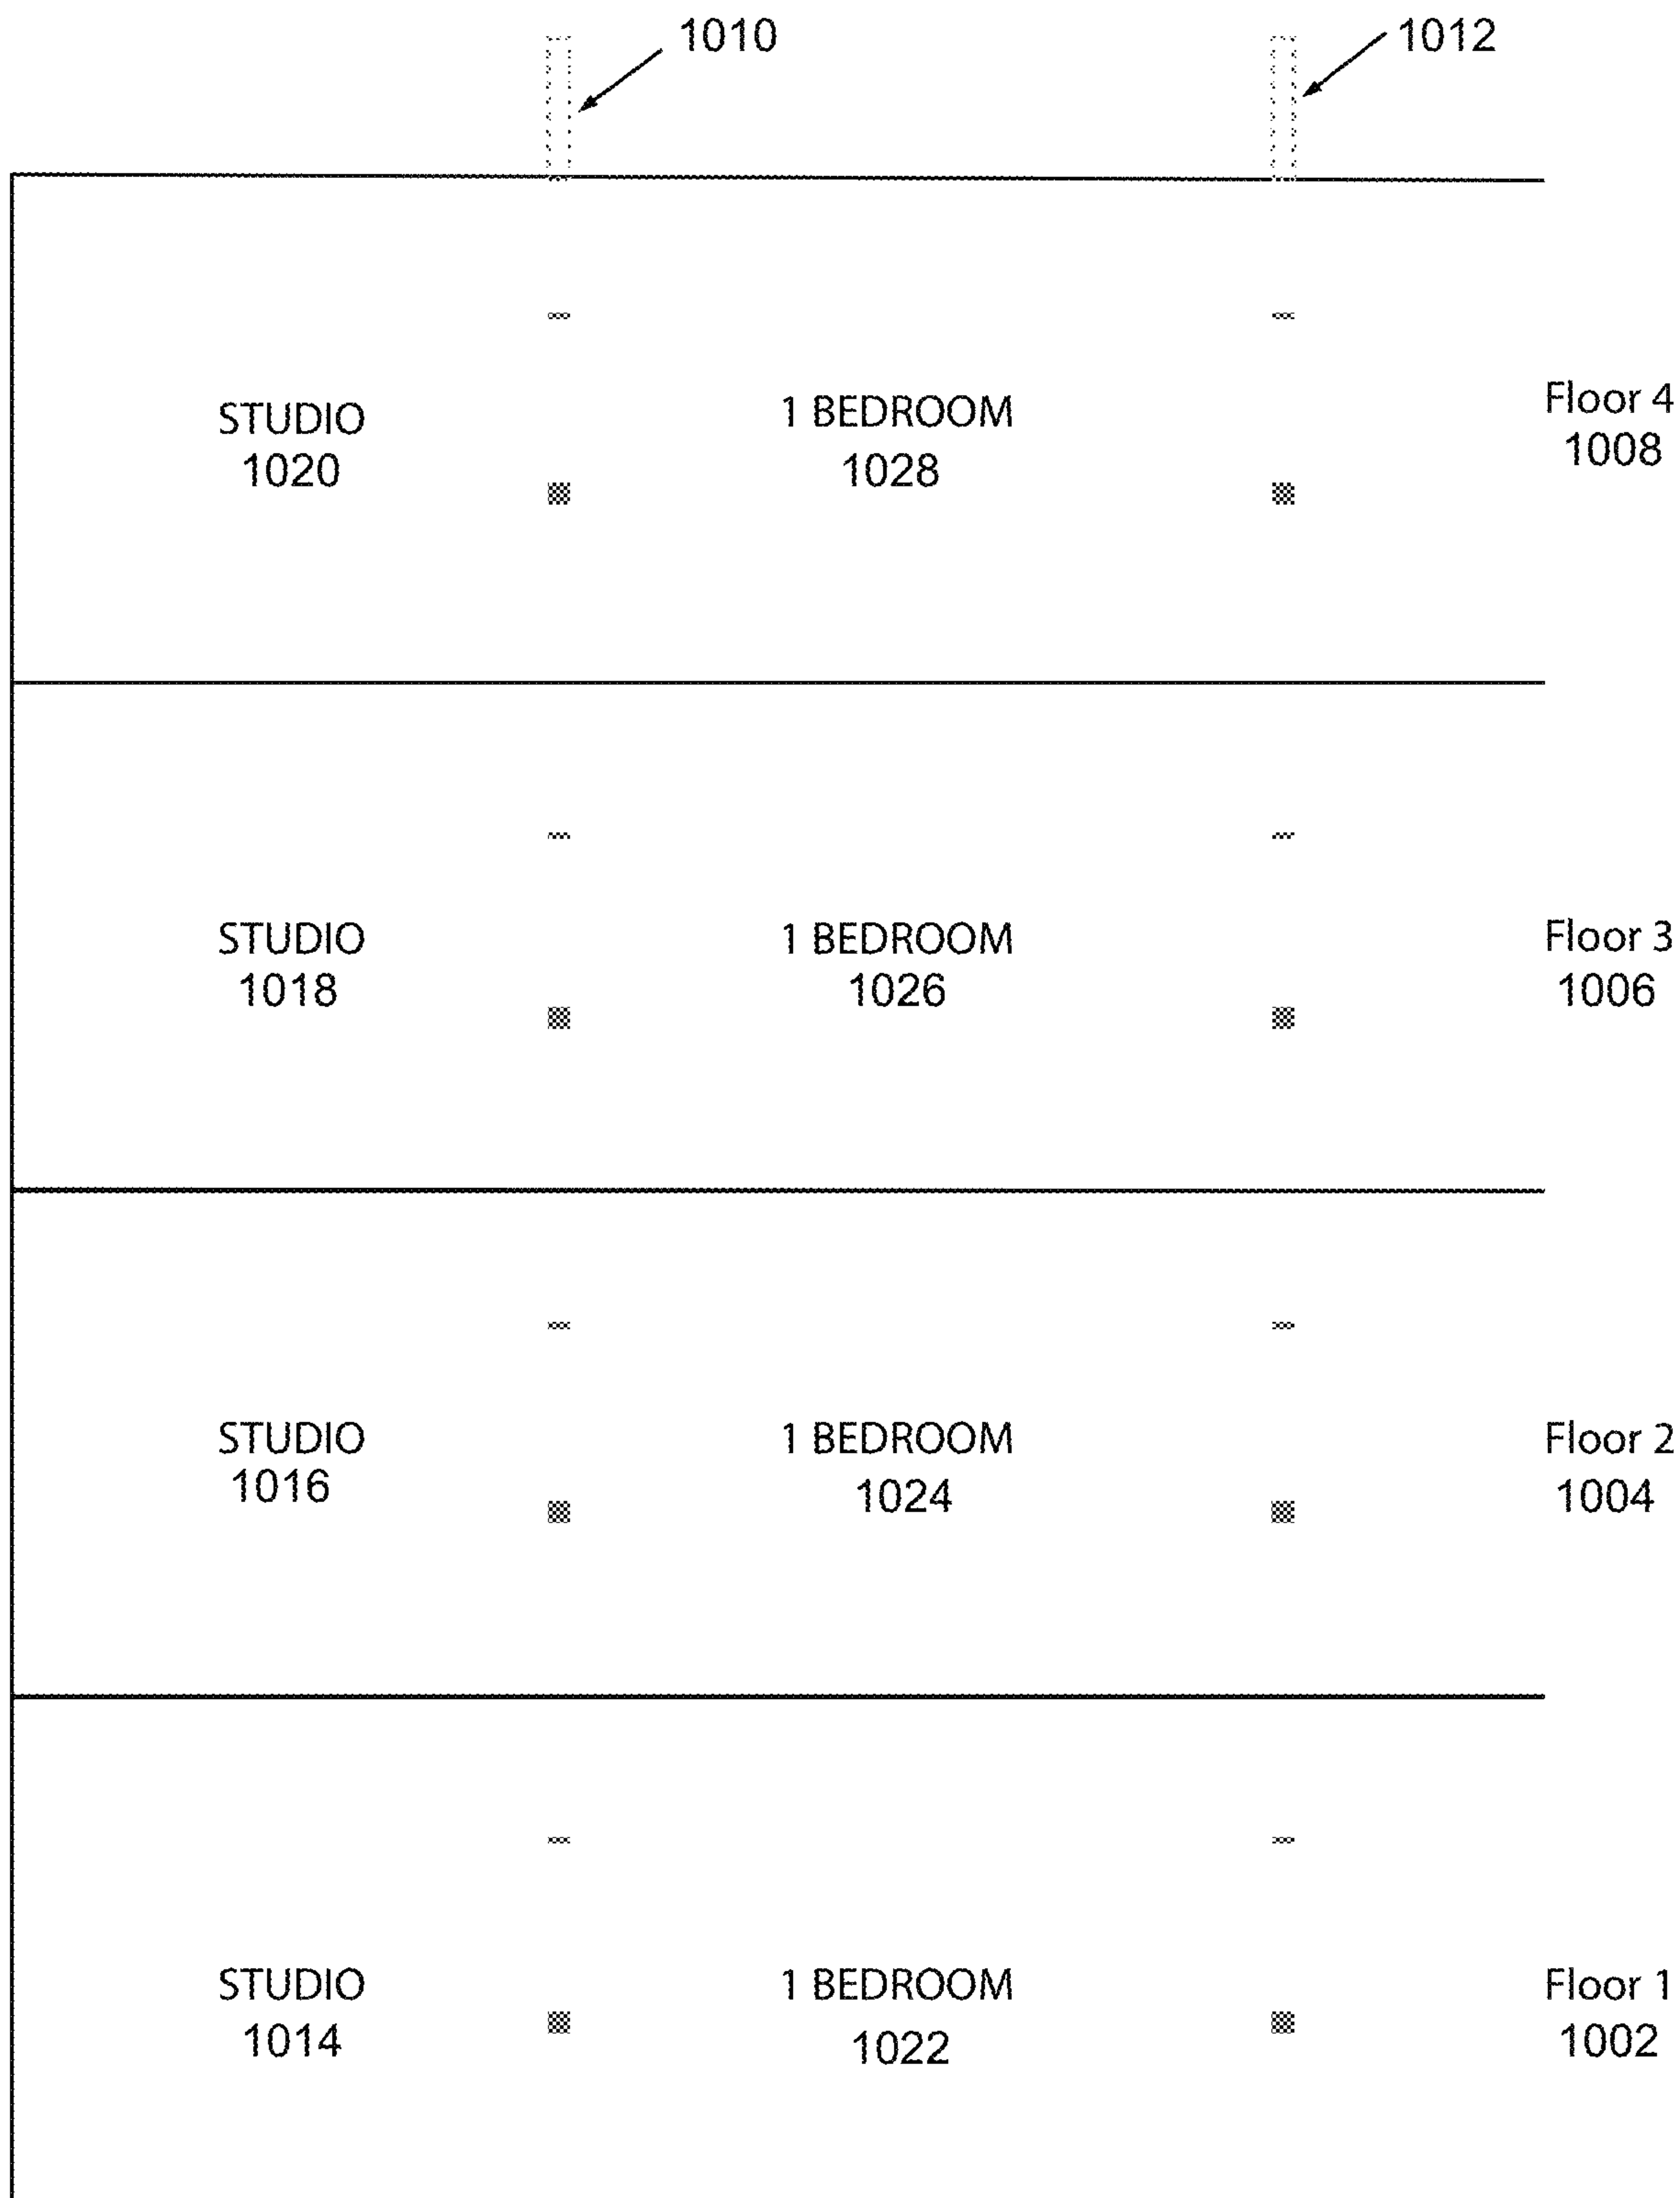 1010
1012
STUDIO
1020
1 BEDROOM
1028
Floor 4
1008
STUDIO
1018
1 BEDROOM
1026
Floor 3
1006
STUDIO
1016
1 BEDROOM
1024
Floor 2
1004
STUDIO
1014
1 BEDROOM
1022
Floor 1
1002